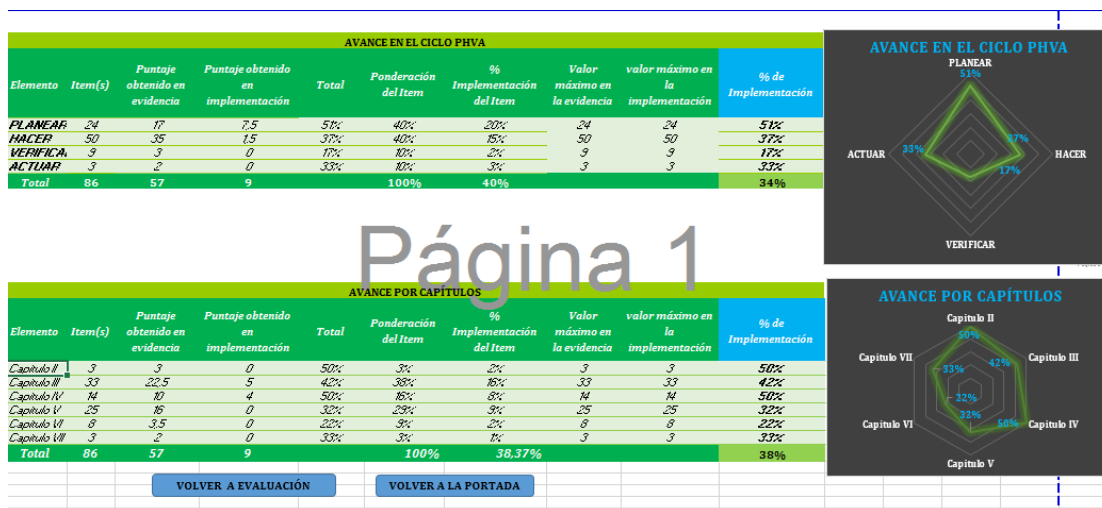 AVANCE EN EL CICLO PHVA
Elemento Item(s) Puntaje obtenido en evidencia Puntaje obtenido en implementación Total Ponderación del Item % Implementación del Item Valor máximo en la evidencia valor máximo en la implementación % de Implementación
PLANEAR 24 17 7,5 51% 40% 20% 24 24 51%
HACER 50 35 1,5 37% 40% 15% 50 50 37%
VERIFICA 9 3 0 17% 10% 2% 9 9 17%
ACTUAR 3 2 0 33% 10% 3% 3 3 33%
Total 86 57 9 100% 40% 34%
AVANCE EN EL CICLO PHVA
PLANEAR
51%
ACTUAR 33% 37% HACER
17%
VERIFICAR
Página 1
AVANCE POR CAPÍTULOS
Elemento Item(s) Puntaje obtenido en evidencia Puntaje obtenido en implementación Total Ponderación del Item % Implementación del Item Valor máximo en la evidencia valor máximo en la implementación % de Implementación
Capitulo II 3 3 0 50% 3% 2% 3 3 50%
Capitulo III 33 22,5 5 42% 38% 16% 33 33 42%
Capitulo IV 14 10 4 50% 16% 8% 14 14 50%
Capitulo V 25 16 0 32% 29% 9% 25 25 32%
Capitulo VI 8 3,5 0 22% 9% 2% 8 8 22%
Capitulo VII 3 2 0 33% 3% 1% 3 3 33%
Total 86 57 9 100% 38,37% 38%
AVANCE POR CAPÍTULOS
Capitulo II
50%
Capitulo VII 33% 42% Capitulo III
22%
32%
Capitulo VI 50% Capitulo IV
Capitulo V
VOLVER A EVALUACIÓN
VOLVER A LA PORTADA